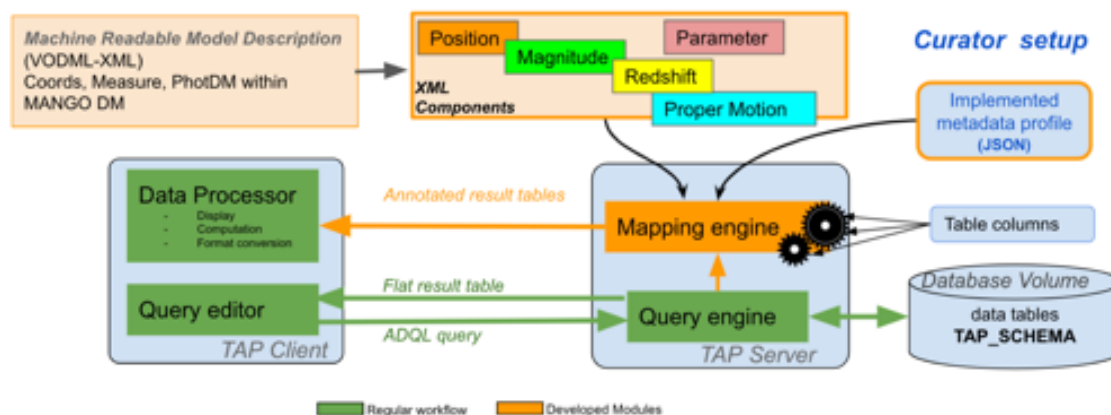 Machine Readable Model Description
(VODML-XML)
Coords, Measure, PhotDM within
MANGO DM
Position
Magnitude
Parameter
Redshift
Proper Motion
XML
Components
Curator setup
Implemented
metadata profile
(JSON)
Data Processor
- Display
- Computation
- Format conversion
Annotated result tables
Mapping engine
Table columns
Flat result table
Query editor
ADQL query
Query engine
TAP Client
TAP Server
Database Volume
data tables
TAP_SCHEMA
Regular workflow
Developed Modules